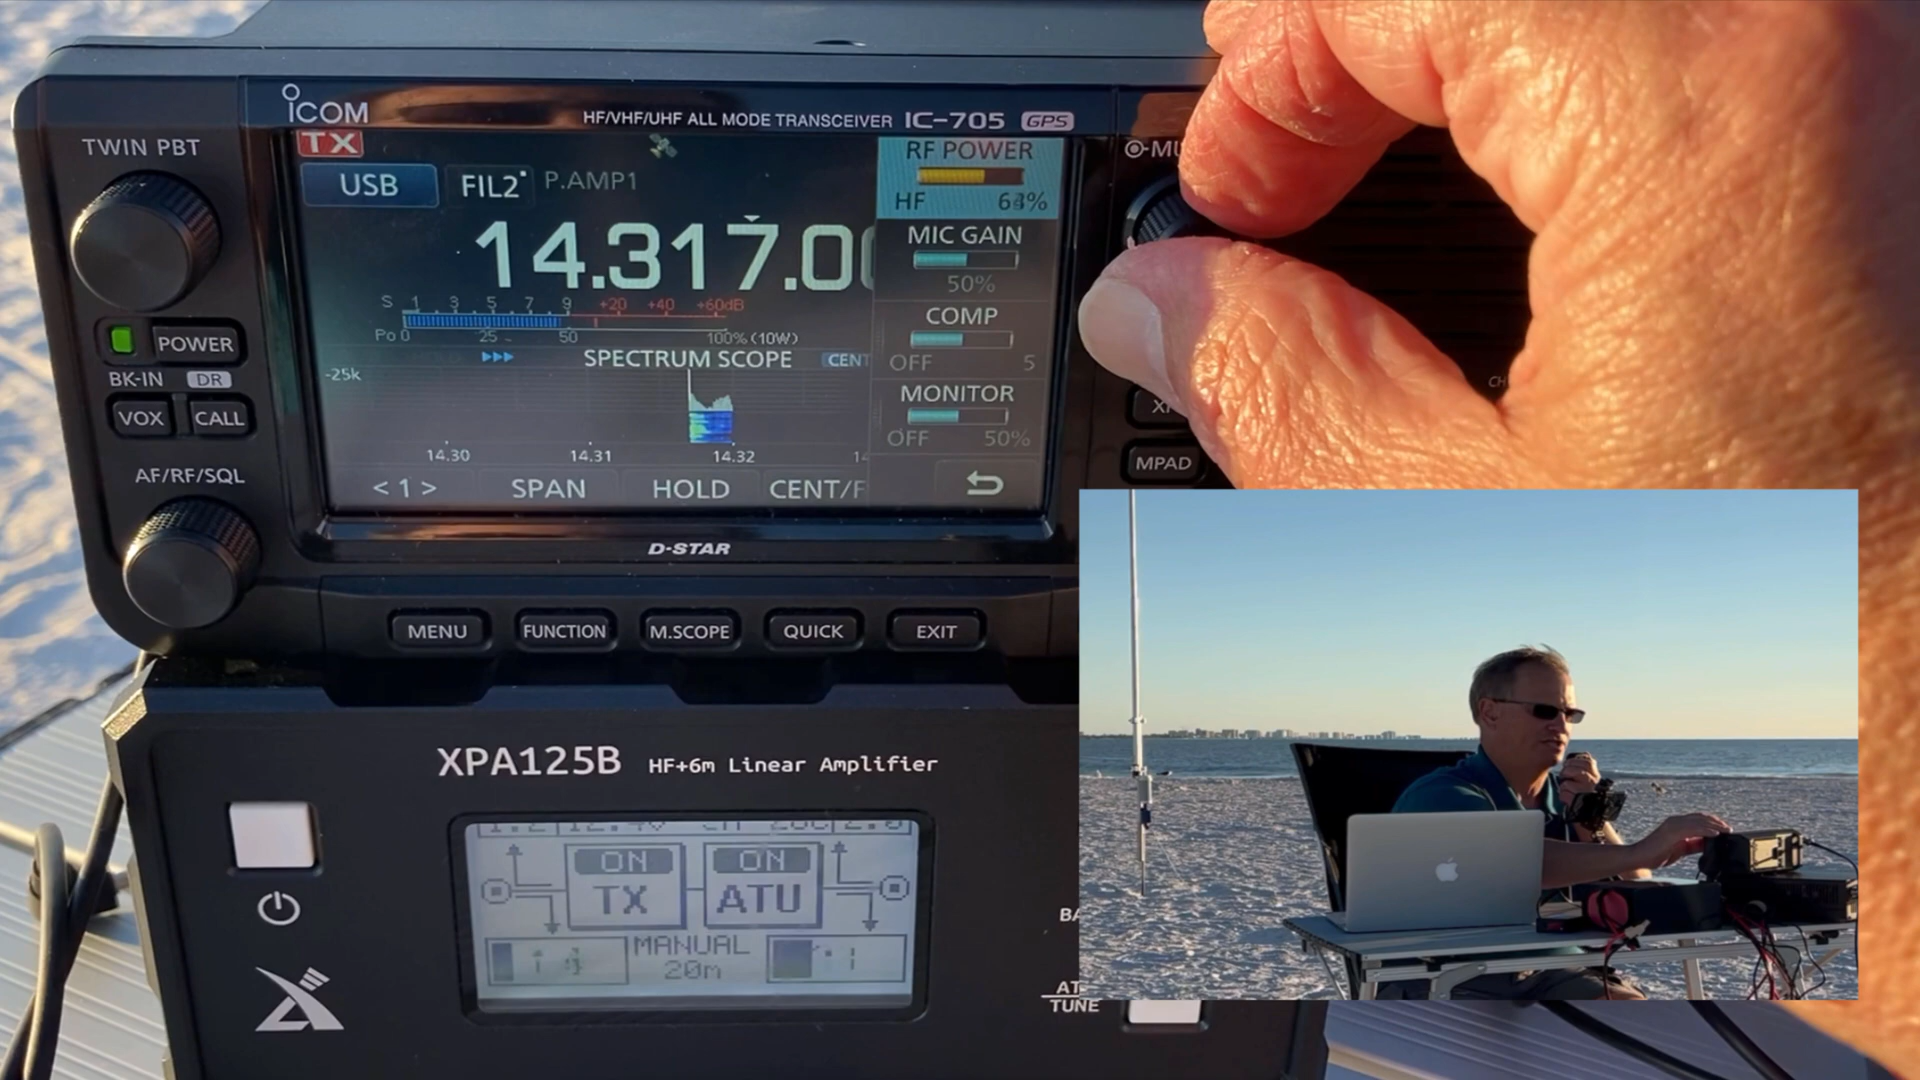 ICOM
HF/VHF/UHF ALL MODE TRANSCEIVER IC-705 GPS
TWIN PBT
TX
RF POWER
USB FIL2 P.AMP1
HF
14.317.0
MIC GAIN
50%
S 1 3 5 7 9 +20 +40 +60dB
Po 0 25 50 100% (10W)
COMP
OFF 5
POWER
SPECTRUM SCOPE CENT
-25k
BK-IN DR
VOX CALL
MONITOR
OFF 50%
14.30 14.31 14.32 14
MPAD
AF/RF/SQL
< 1 > SPAN HOLD CENT/F
D-STAR
MENU FUNCTION M.SCOPE QUICK EXIT
XPA125B HF+6m Linear Amplifier
ON ON
TX ATU
MANUAL
20m
TUNE